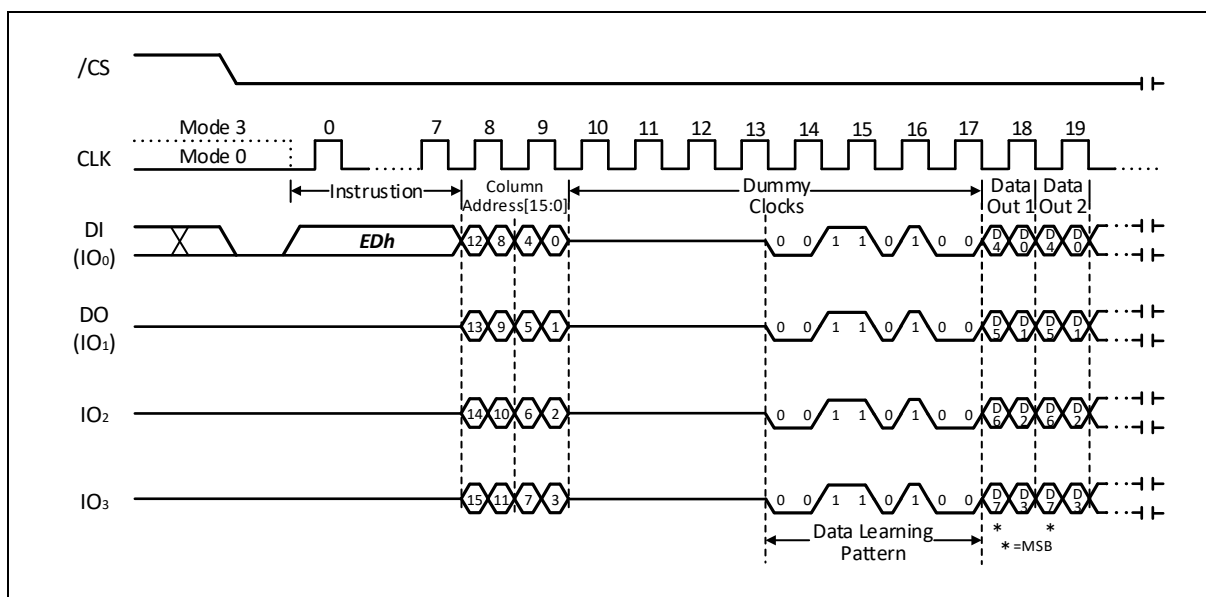 /CS
Mode 3
Mode 0
CLK
0 7 8 9 10 11 12 13 14 15 16 17 18 19
Instrustion
Column
Address[15:0]
Dummy
Clocks
Data
Out 1
Data
Out 2
DI
(IO0)
EDh
12 8 4 0
0 0 1 1 0 1 0 0
D4 D0 D4 D0
DO
(IO1)
13 9 5 1
0 0 1 1 0 1 0 0
D5 D1 D5 D1
IO2
14 10 6 2
0 0 1 1 0 1 0 0
D6 D2 D6 D2
IO3
15 11 7 3
0 0 1 1 0 1 0 0
D7 D3 D7 D3
* *
Data Learning
Pattern
*=MSB